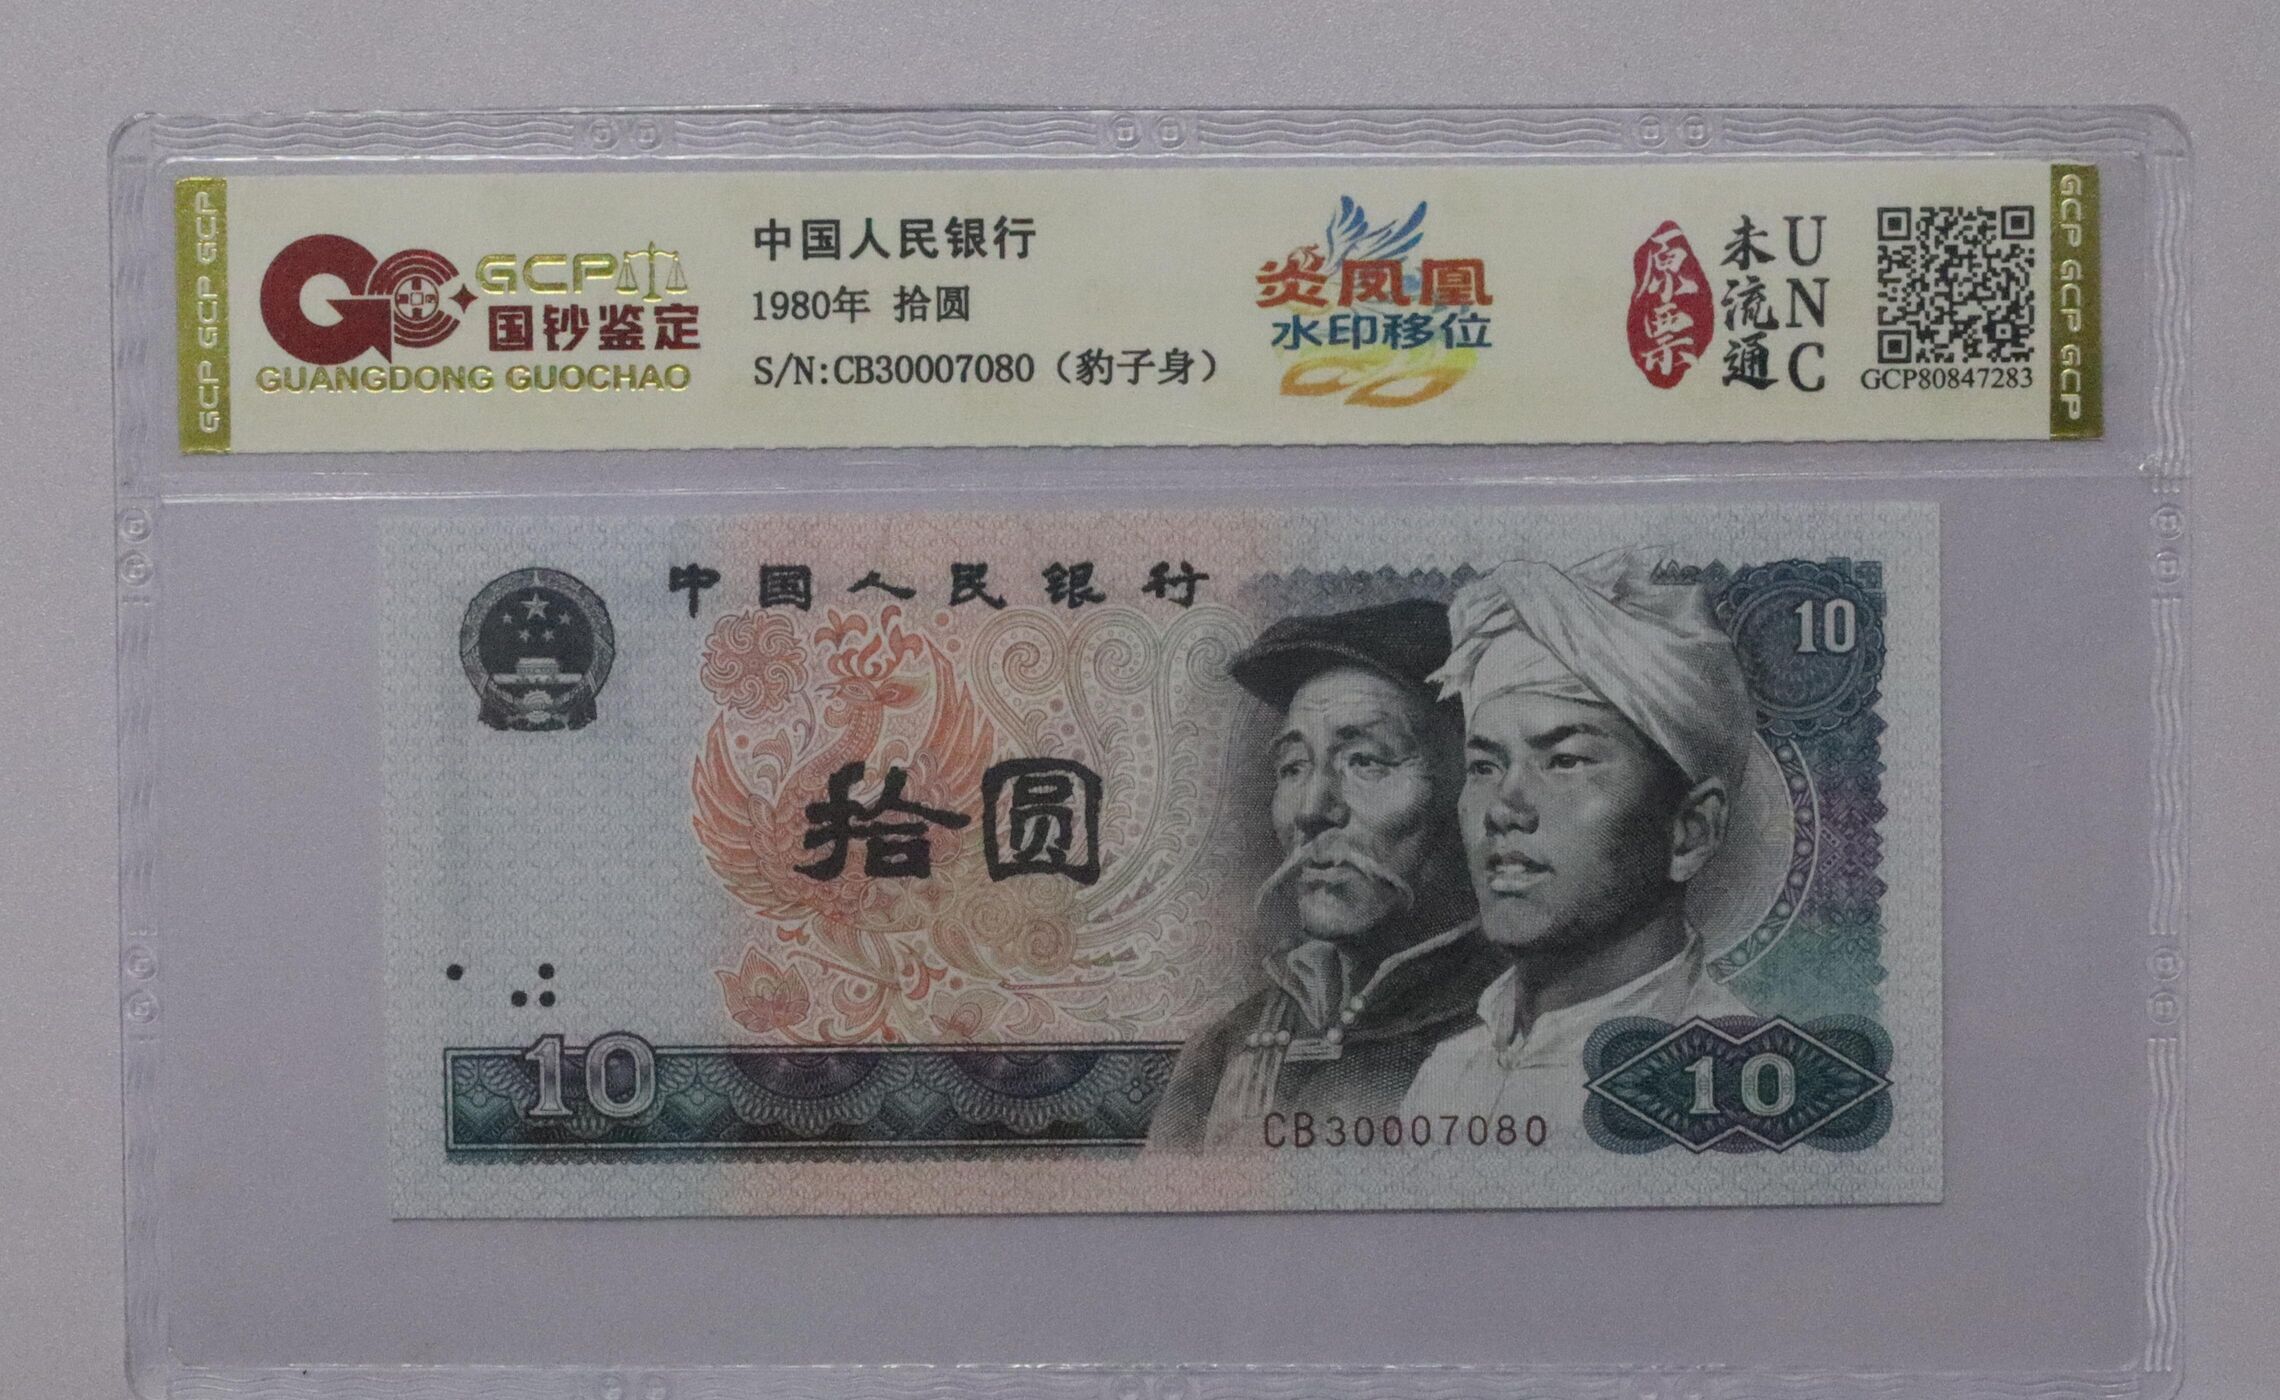 GCP GCP GCP
GCP
国钞鉴定
GUANGDONG GUOCHAO
中国人民银行
1980年 拾圆
S/N:CB30007080（豹子身）
炎凤凰
水印移位
原票
未流通
UNC
GCP80847283
GCP GCP GCP
中国人民银行
10
拾圆
10
10
CB30007080